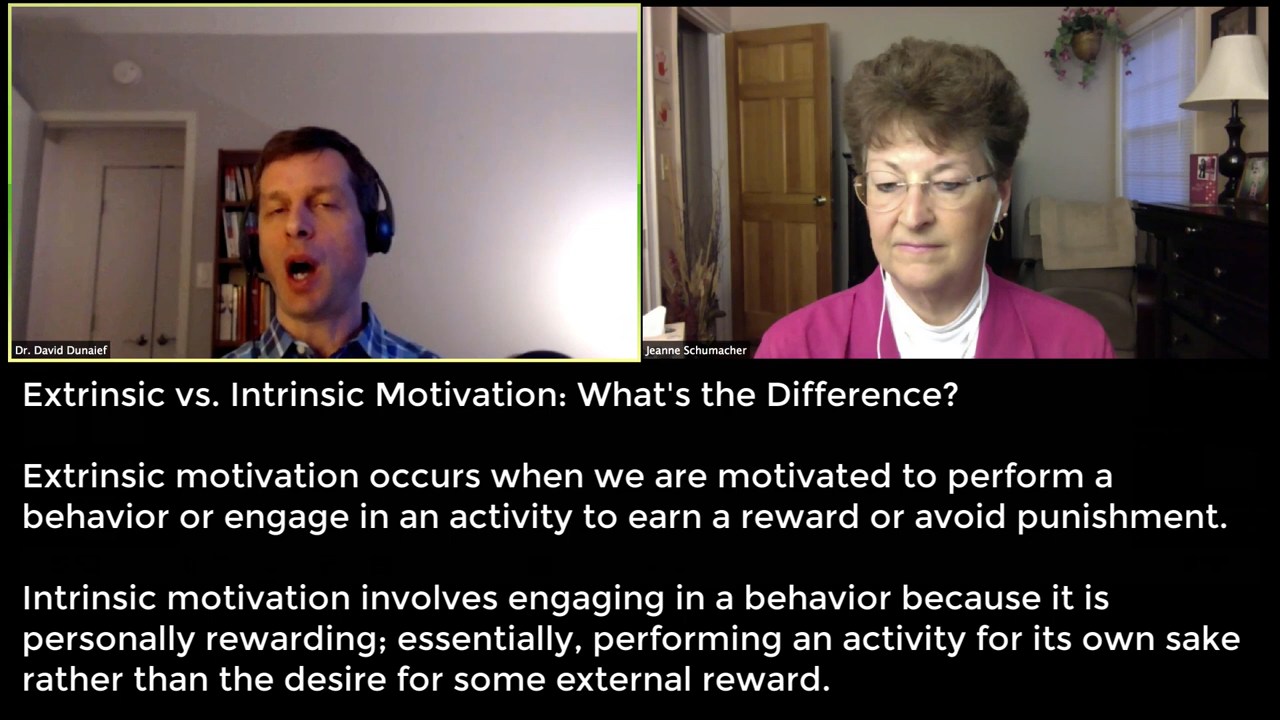 Dr. David Dunaief
Jeanne Schumacher
Extrinsic vs. Intrinsic Motivation: What's the Difference?
Extrinsic motivation occurs when we are motivated to perform a
behavior or engage in an activity to earn a reward or avoid punishment.
Intrinsic motivation involves engaging in a behavior because it is
personally rewarding; essentially, performing an activity for its own sake
rather than the desire for some external reward.